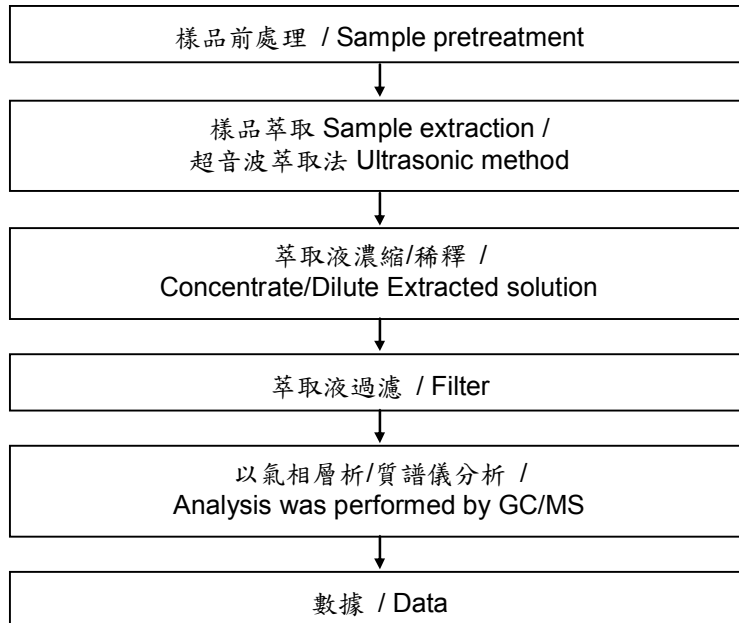 樣品前處理 / Sample pretreatment
樣品萃取 Sample extraction /
超音波萃取法 Ultrasonic method
萃取液濃縮/稀釋 /
Concentrate/Dilute Extracted solution
萃取液過濾 / Filter
以氣相層析/質譜儀分析 /
Analysis was performed by GC/MS
數據 / Data